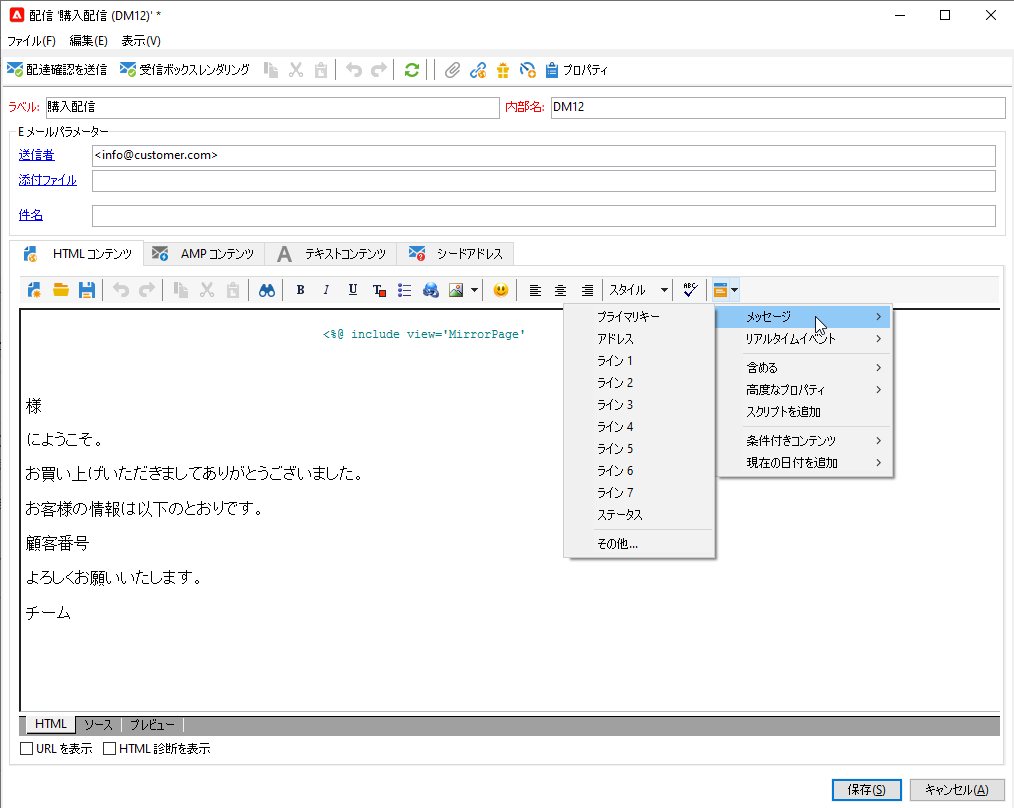 配信 '購入配信 (DM12)' *
ファイル(F) 編集(E) 表示(V)
配達確認を送信 受信ボックスレンダリング プロパティ
ラベル: 購入配信 内部名: DM12
E メールパラメーター
送信者 <info@customer.com>
添付ファイル
件名
HTML コンテンツ AMP コンテンツ テキストコンテンツ シードアドレス
B I U T スタイル ABC
<%@ include view='MirrorPage'
様
にようこそ。
お買い上げいただきましてありがとうございました。
お客様の情報は以下のとおりです。
顧客番号
よろしくお願いいたします。
チーム
プライマリキー
アドレス
ライン 1
ライン 2
ライン 3
ライン 4
ライン 5
ライン 6
ライン 7
ステータス
その他...
メッセージ
リアルタイムイベント
含める
高度なプロパティ
スクリプトを追加
条件付きコンテンツ
現在の日付を追加
HTML ソース プレビュー
URL を表示 HTML 診断を表示
保存(S) キャンセル(A)